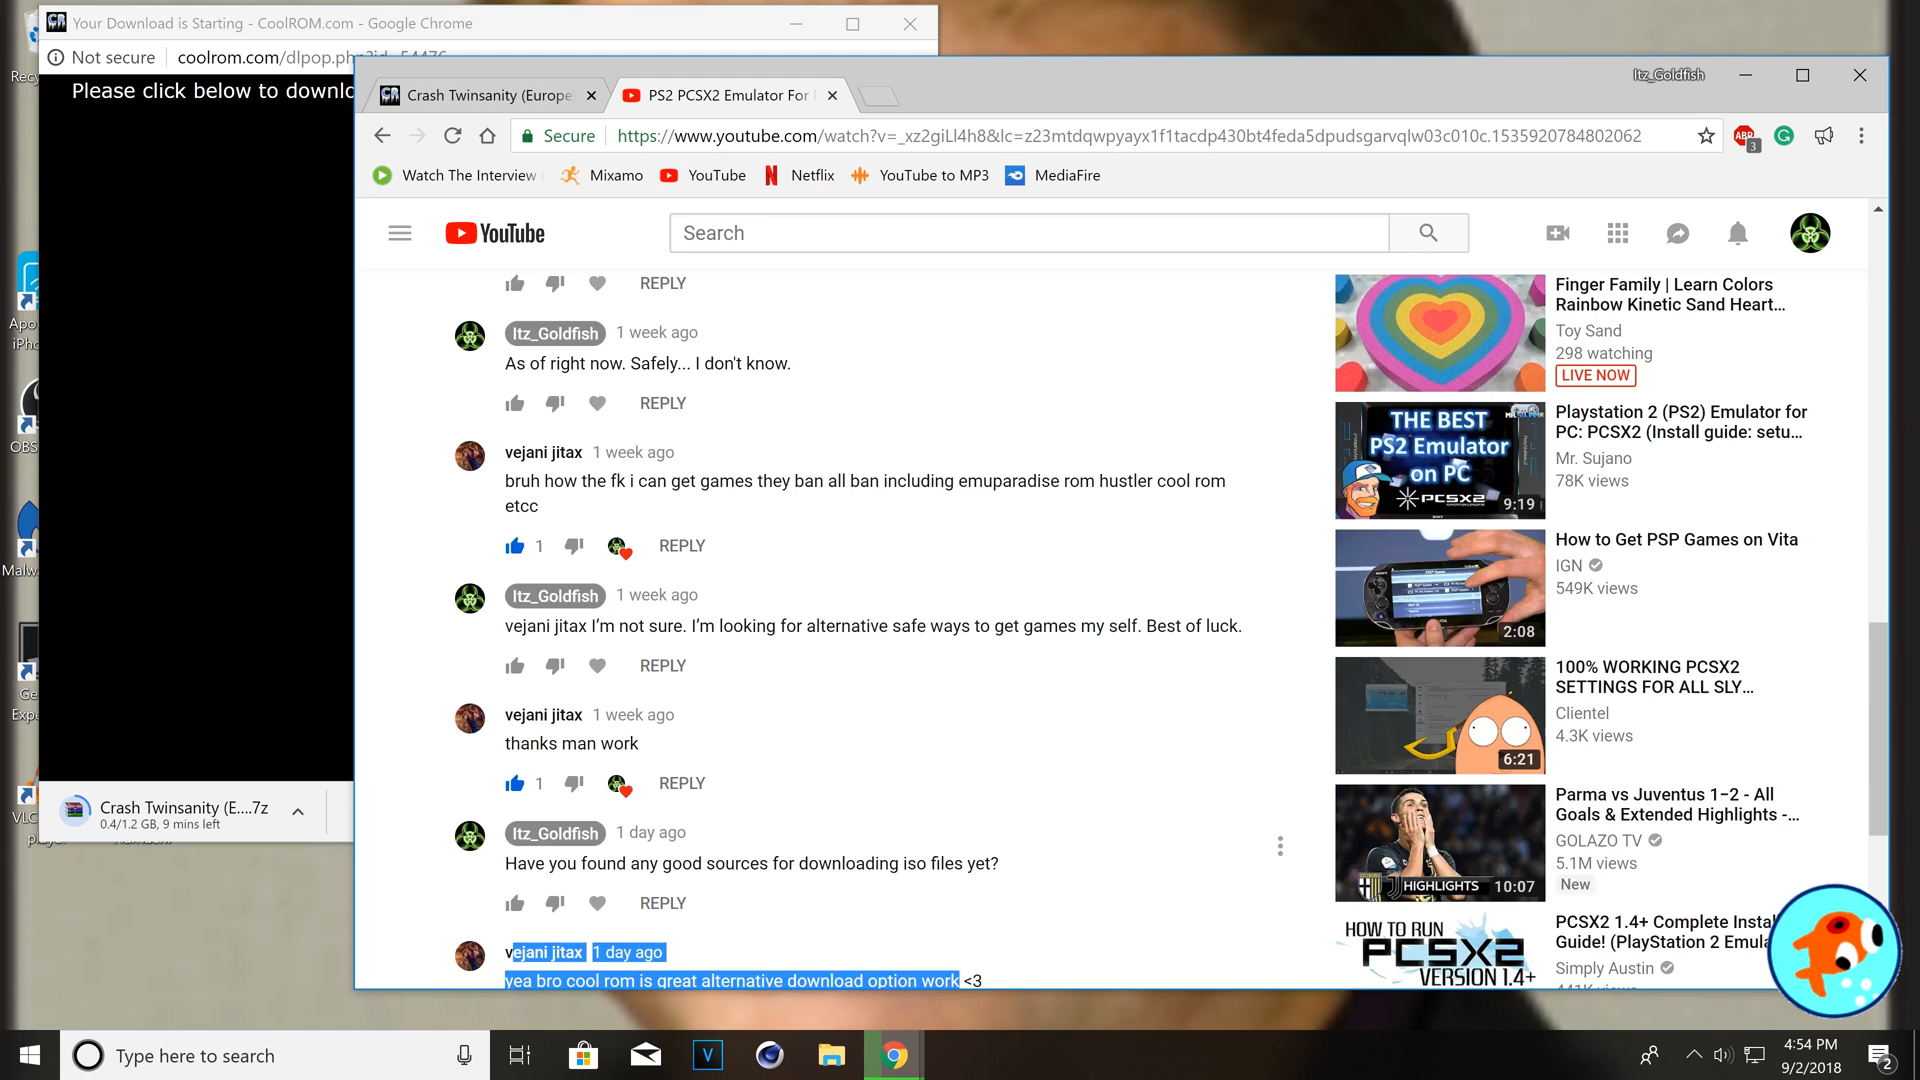 Your Download is Starting - CoolROM.com - Google Chrome
Not secure
coolrom.com/dlpop.php?id=54476
Please click below to downlo
Itz_Goldfish
Crash Twinsanity (Europe
PS2 PCSX2 Emulator For
Secure
https://www.youtube.com/watch?v=_xz2giLl4h8&lc=z23mtdqwpyayx1f1tacdp430bt4feda5dpudsgarvqlw03c010c.1535920784802062
ABP
3
Watch The Interview
Mixamo
YouTube
Netflix
YouTube to MP3
MediaFire
YouTube
Search
REPLY
Itz_Goldfish 1 week ago
As of right now. Safely... I don't know.
REPLY
vejani jitax 1 week ago
bruh how the fk i can get games they ban all ban including emuparadise rom hustler cool rom
etcc
1
REPLY
Itz_Goldfish 1 week ago
vejani jitax I'm not sure. I'm looking for alternative safe ways to get games my self. Best of luck.
REPLY
vejani jitax 1 week ago
thanks man work
1
REPLY
Itz_Goldfish 1 day ago
Have you found any good sources for downloading iso files yet?
REPLY
vejani jitax 1 day ago
yea bro cool rom is great alternative download option work <3
Finger Family | Learn Colors
Rainbow Kinetic Sand Heart...
Toy Sand
298 watching
LIVE NOW
THE BEST
PS2 Emulator
on PC
PCSX2
9:19
Playstation 2 (PS2) Emulator for
PC: PCSX2 (Install guide: setu...
Mr. Sujano
78K views
2:08
How to Get PSP Games on Vita
IGN
549K views
6:21
100% WORKING PCSX2
SETTINGS FOR ALL SLY...
Clientel
4.3K views
HIGHLIGHTS
10:07
Parma vs Juventus 1-2 - All
Goals & Extended Highlights -...
GOLAZO TV
5.1M views
New
HOW TO RUN
PCSX2
VERSION 1.4+
PCSX2 1.4+ Complete Instal
Guide! (PlayStation 2 Emula
Simply Austin
441K views
Recy
Apo
iPho
OBS
Malw
Ge
Expe
VLC
player
Crash Twinsanity (E....7z
0.4/1.2 GB, 9 mins left
Type here to search
V
4:54 PM
9/2/2018
2